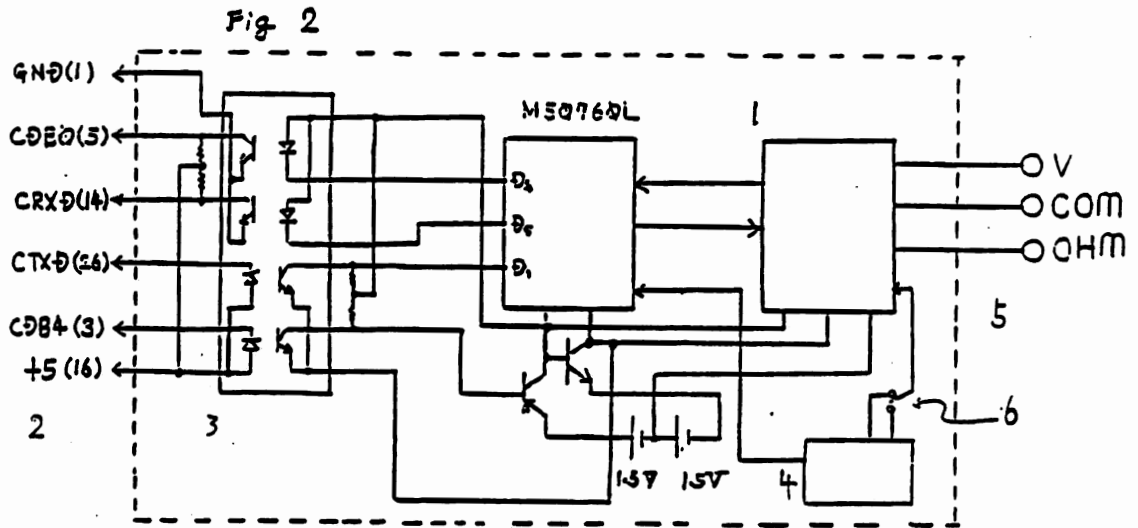 Fig 2
GND(1)
CDEO(5)
CRXD(14)
CTXD(26)
CDB4(3)
+5(16)
2
3
M50760L
D5
D1
1
V
COM
OHM
5
6
4
1.5V 1.5V